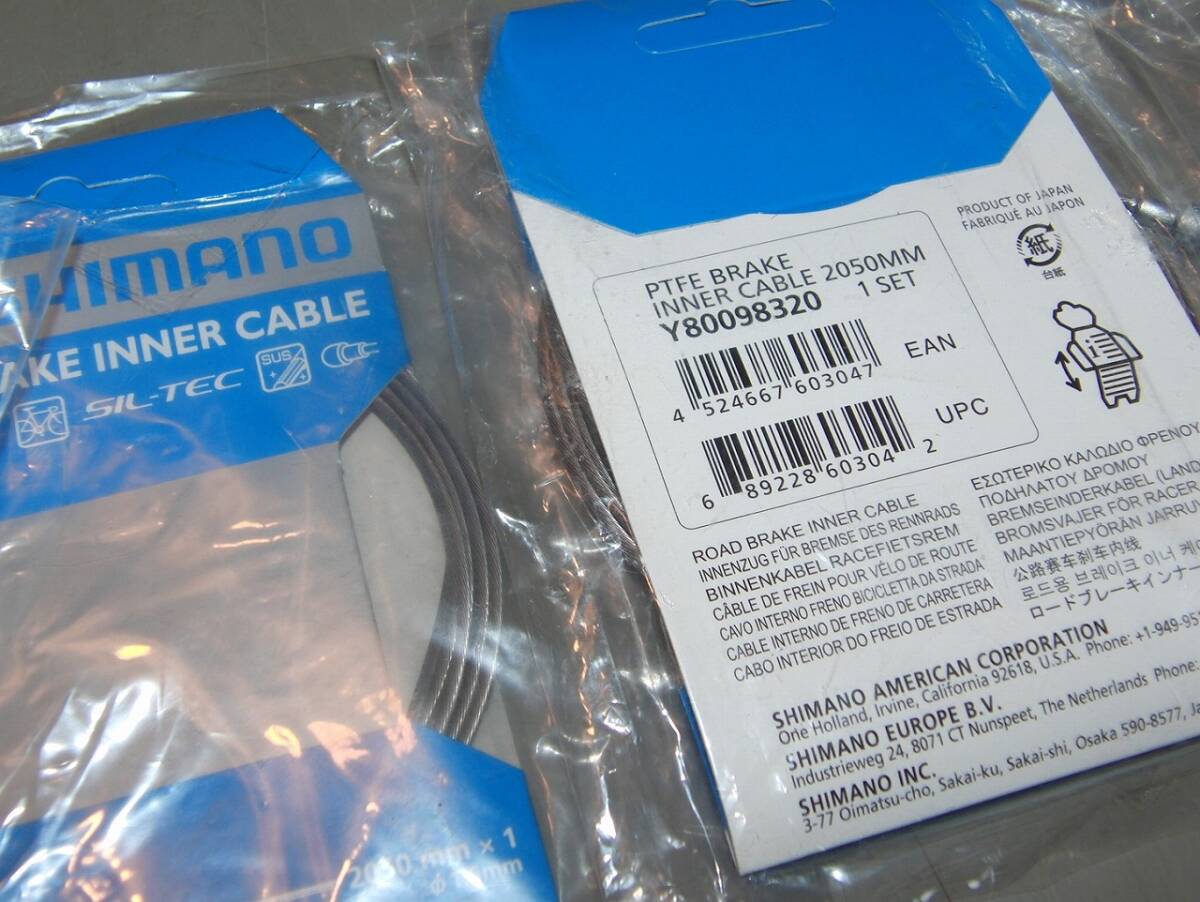 SHIMANO
AKE INNER CABLE
SIL-TEC
SUS
2050 mm x 1
PTFE BRAKE
INNER CABLE 2050MM
Y80098320 1 SET
EAN
4 524667 603047
UPC
6 89228 60304 2
PRODUCT OF JAPAN
FABRIQUÉ AU JAPON
紙
台紙
ROAD BRAKE INNER CABLE
INNENZUG FÜR BREMSE DES RENNRADS
BINNENKABEL RACEFIETSREM
CÂBLE DE FREIN POUR VÉLO DE ROUTE
CAVO INTERNO FRENO BICICLETTA DA STRADA
CABLE INTERNO DE FRENO DE CARRETERA
CABO INTERIOR DO FREIO DE ESTRADA
ΕΣΩΤΕΡΙΚΟ ΚΑΛΩΔΙΟ ΦΡΕΝΟΥ
ΠΟΔΗΛΑΤΟΥ ΔΡΟΜΟΥ
BREMSEINDERKABEL (LAND
BROMSVAJER FÖR RACER
MAANTIEPYÖRÄN JARRU
公路赛车刹车内线
로드용 브레이크 이너 케이
ロードブレーキインナー
SHIMANO AMERICAN CORPORATION
One Holland, Irvine, California 92618, U.S.A. Phone: +1-949-95
SHIMANO EUROPE B.V.
Industrieweg 24, 8071 CT Nunspeet, The Netherlands Phone
SHIMANO INC.
3-77 Oimatsu-cho, Sakai-ku, Sakai-shi, Osaka 590-8577, Ja